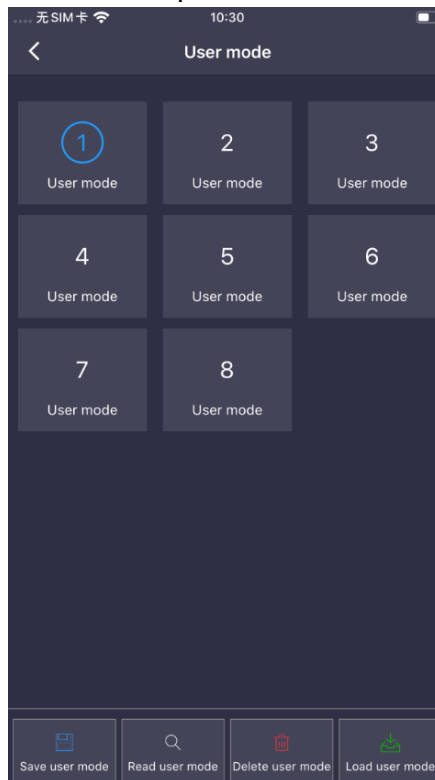 .... 无SIM卡 10:30
User mode
1 2 3
User mode User mode User mode
4 5 6
User mode User mode User mode
7 8
User mode User mode
Save user mode Read user mode Delete user mode Load user mode